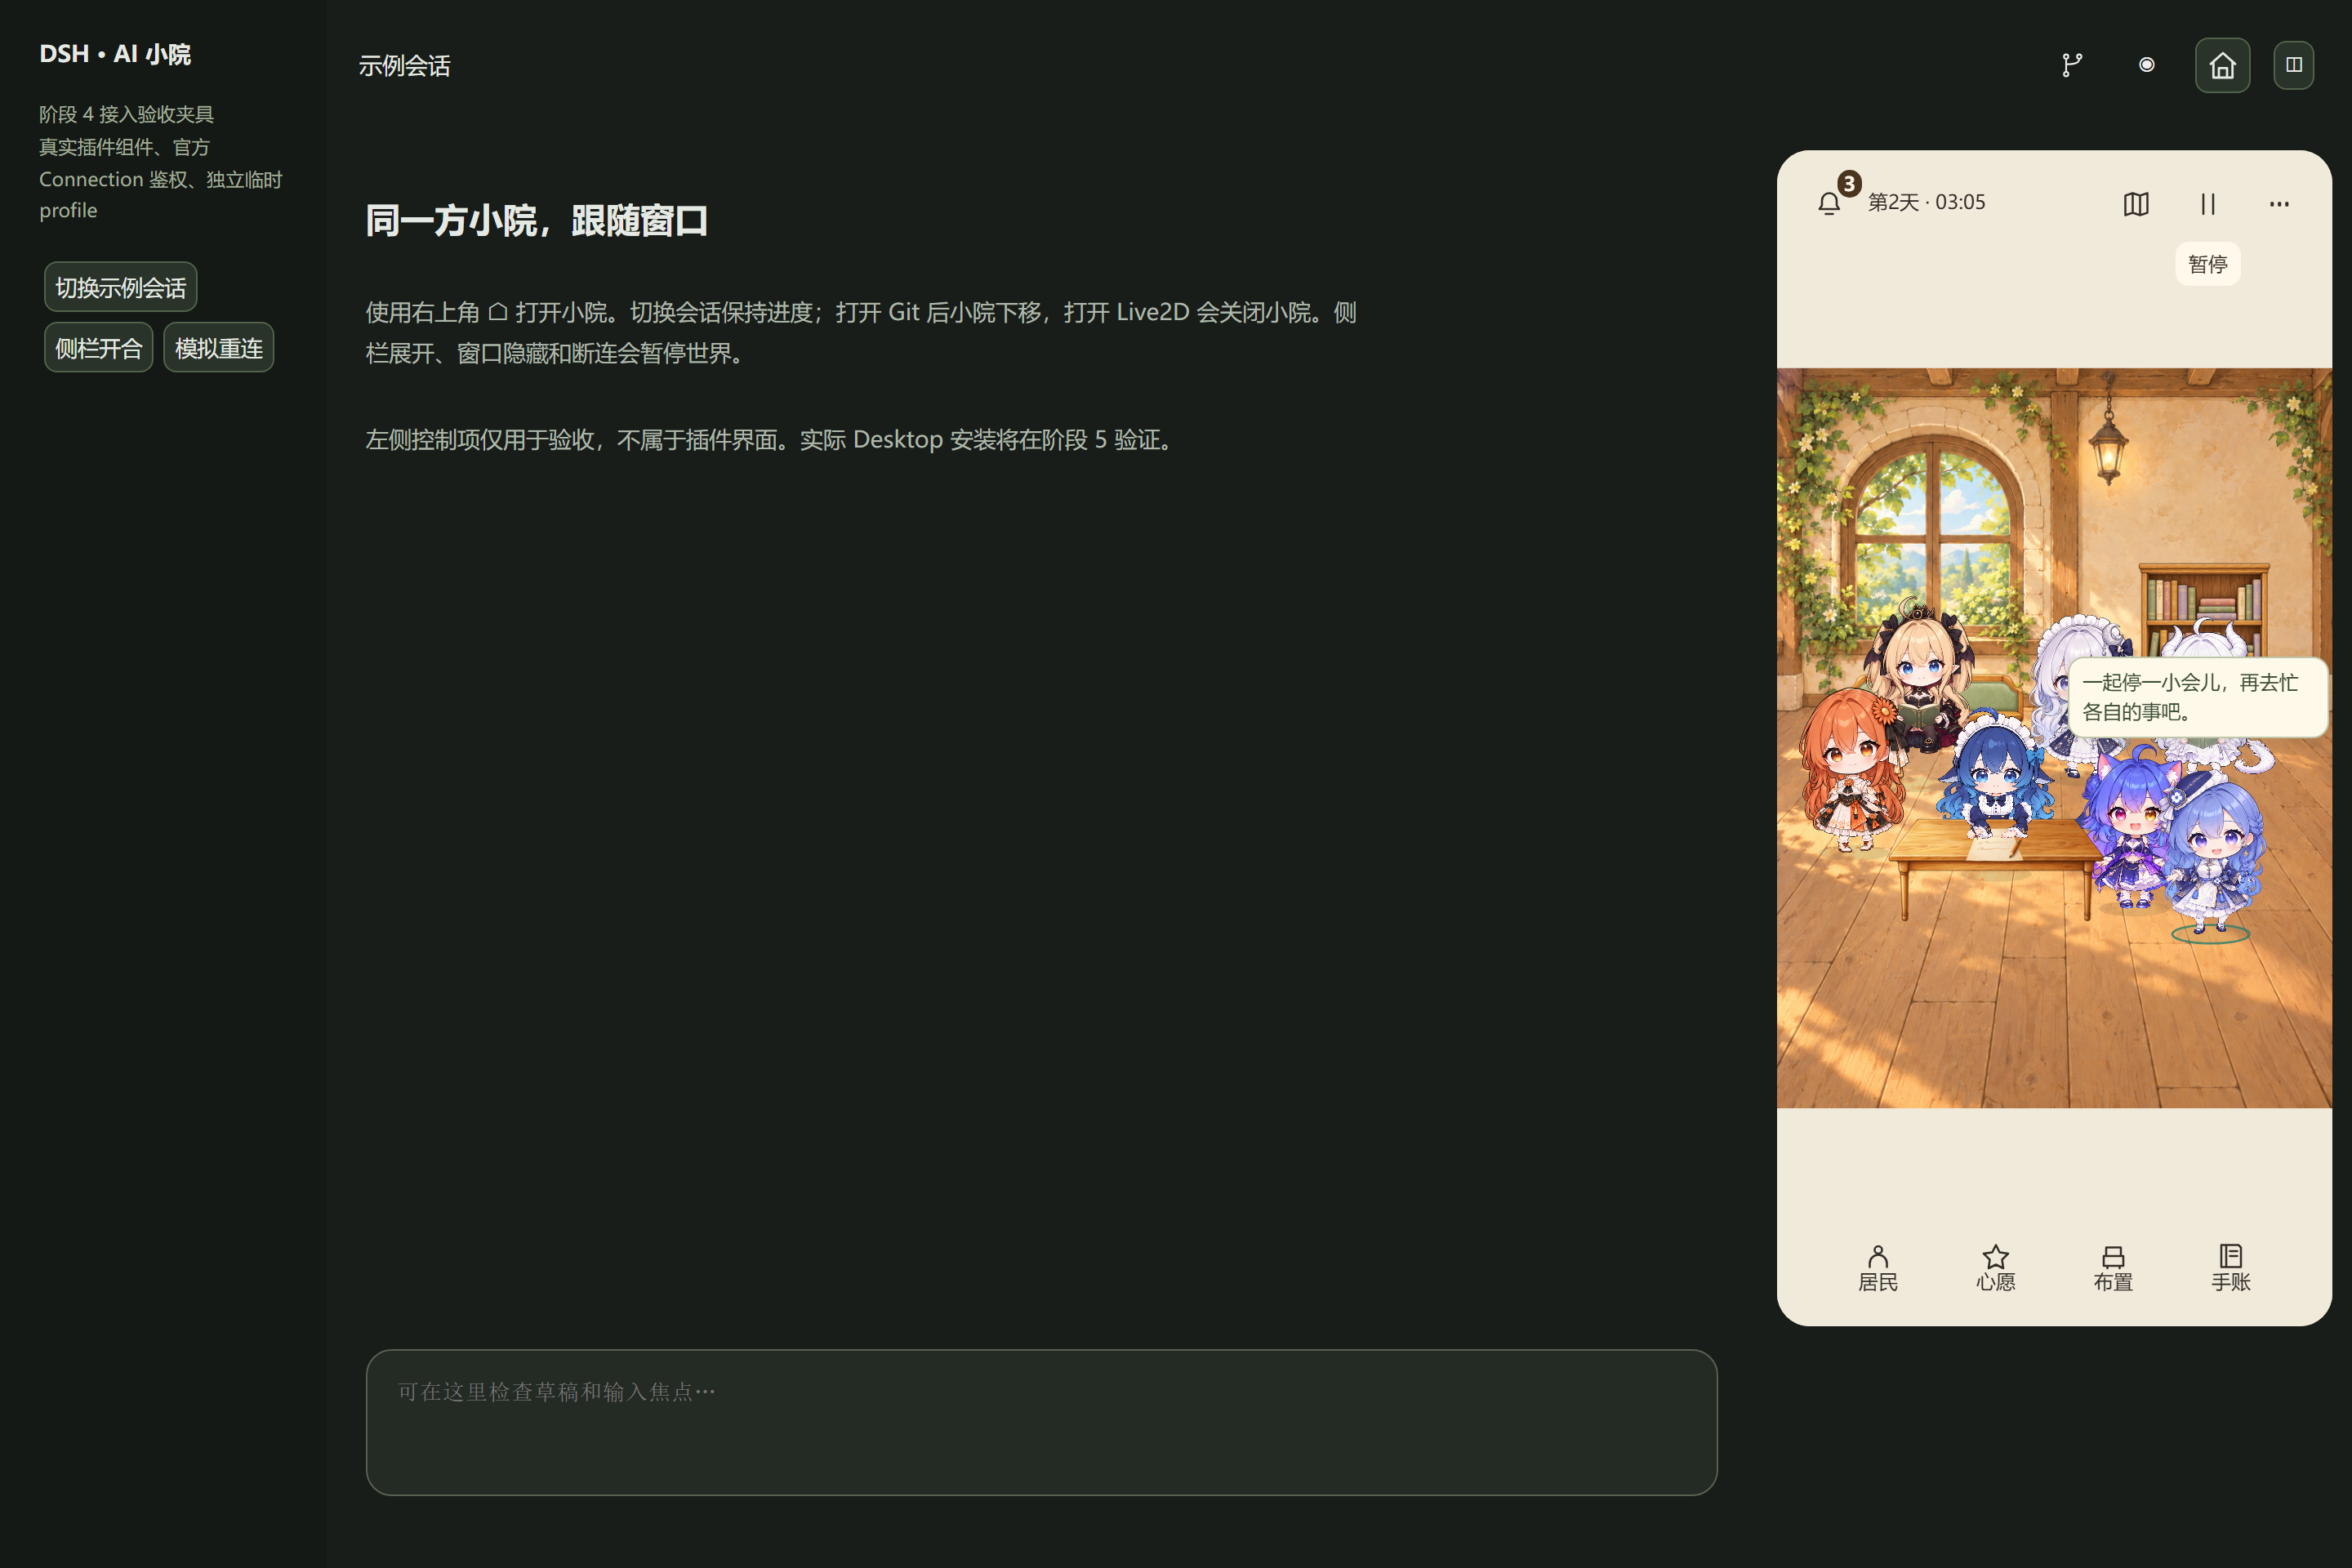 DSH • AI 小院
阶段 4 接入验收夹具
真实插件组件、官方
Connection 鉴权、独立临时
profile
切换示例会话
侧栏开合
模拟重连
示例会话
同一方小院，跟随窗口
使用右上角 ⌂ 打开小院。切换会话保持进度；打开 Git 后小院下移，打开 Live2D 会关闭小院。侧
栏展开、窗口隐藏和断连会暂停世界。
左侧控制项仅用于验收，不属于插件界面。实际 Desktop 安装将在阶段 5 验证。
可在这里检查草稿和输入焦点…
3
第2天 · 03:05
暂停
一起停一小会儿，再去忙
各自的事吧。
居民
心愿
布置
手账